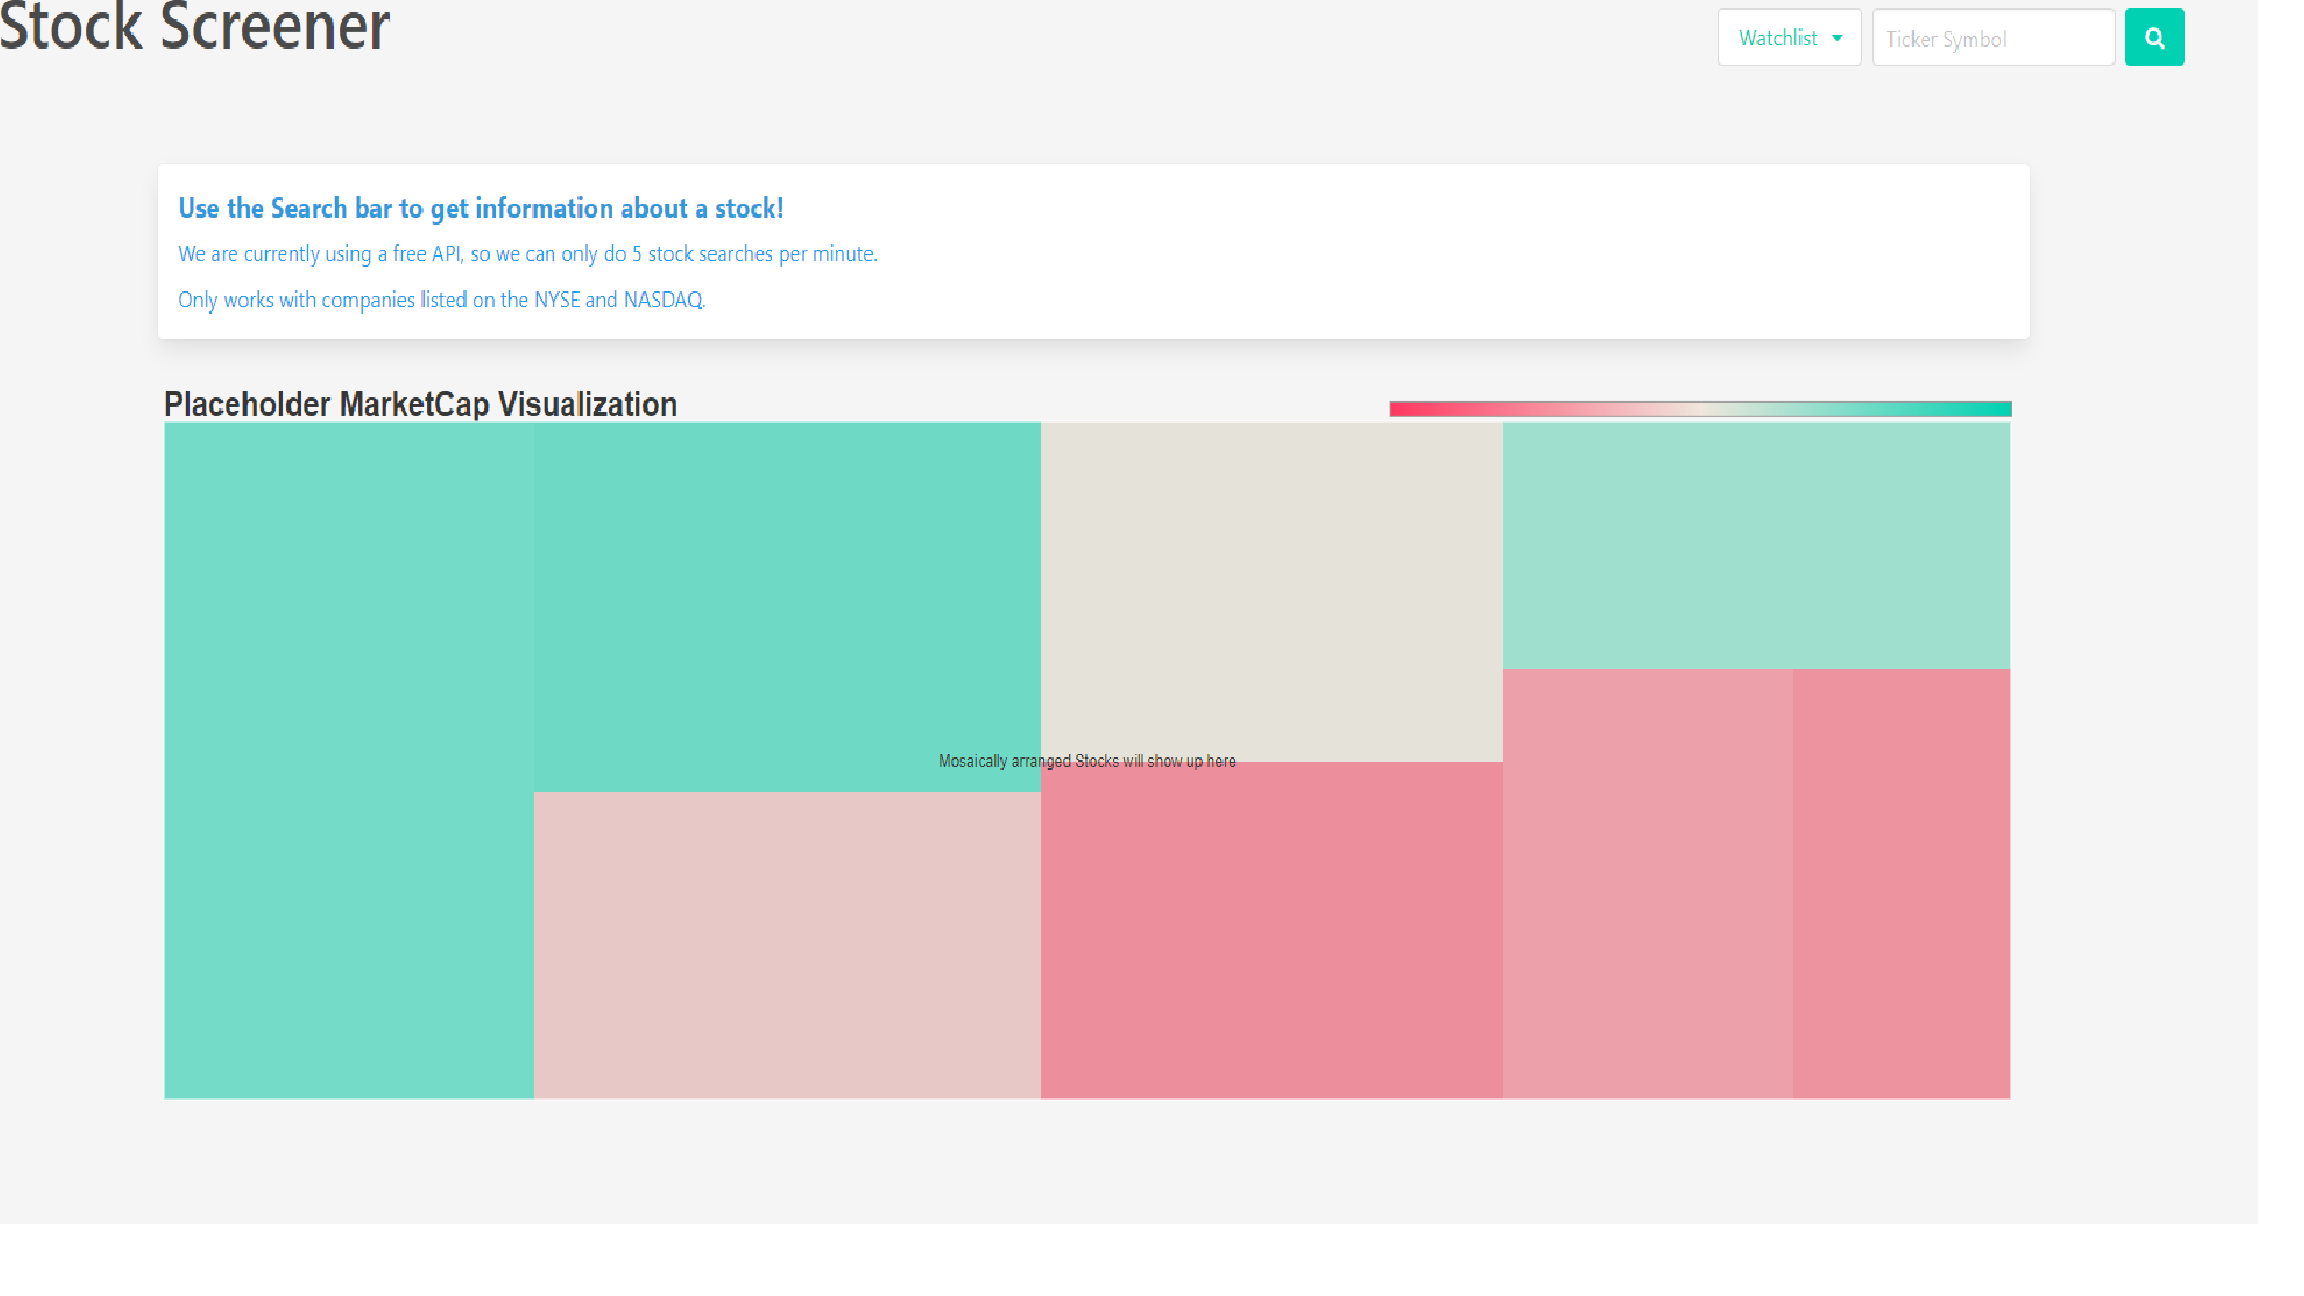 Stock Screener
Watchlist
Ticker Symbol
Use the Search bar to get information about a stock!
We are currently using a free API, so we can only do 5 stock searches per minute.
Only works with companies listed on the NYSE and NASDAQ.
Placeholder MarketCap Visualization
Mosaically arranged Stocks will show up here